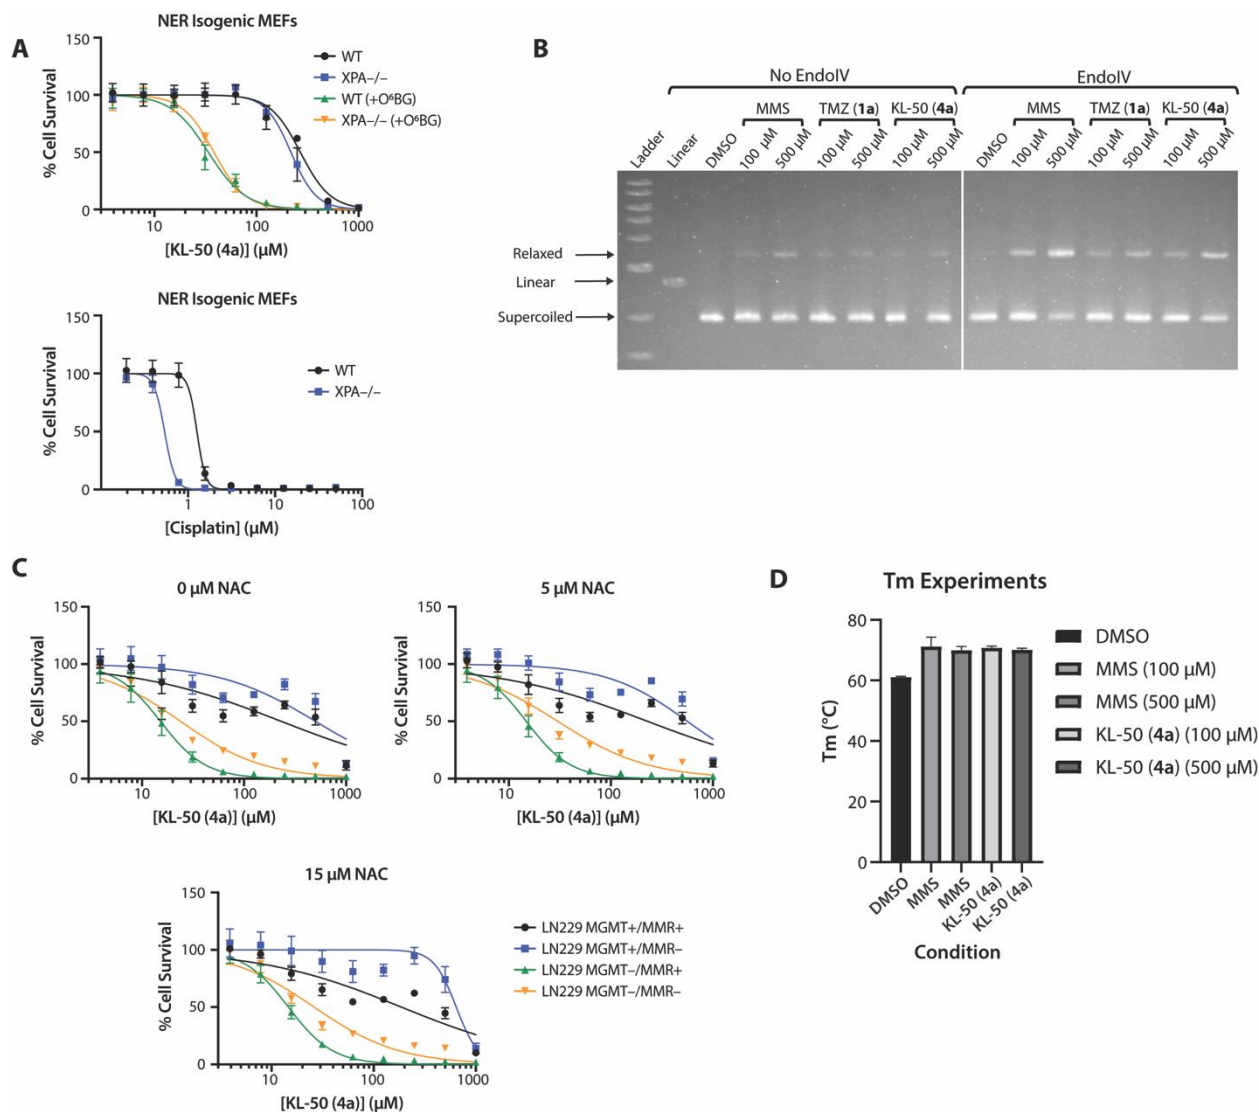 A
NER Isogenic MEFs
150
100
50
0
% Cell Survival
10
100
1000
[KL-50 (4a)] (µM)
WT
XPA−/−
WT (+O⁶BG)
XPA−/− (+O⁶BG)
NER Isogenic MEFs
150
100
50
0
% Cell Survival
1
10
100
[Cisplatin] (µM)
WT
XPA−/−
B
No EndoIV
EndoIV
MMS
TMZ (1a)
KL-50 (4a)
MMS
TMZ (1a)
KL-50 (4a)
Ladder
Linear
DMSO
100 µM
500 µM
100 µM
500 µM
100 µM
500 µM
DMSO
100 µM
500 µM
100 µM
500 µM
100 µM
500 µM
Relaxed
Linear
Supercoiled
C
0 µM NAC
150
100
50
0
% Cell Survival
10
100
1000
[KL-50 (4a)] (µM)
5 µM NAC
150
100
50
0
% Cell Survival
10
100
1000
[KL-50 (4a)] (µM)
15 µM NAC
150
100
50
0
% Cell Survival
10
100
1000
[KL-50 (4a)] (µM)
LN229 MGMT+/MMR+
LN229 MGMT+/MMR−
LN229 MGMT−/MMR+
LN229 MGMT−/MMR−
D
Tm Experiments
80
60
40
20
0
Tm (°C)
DMSO
MMS
MMS
KL-50 (4a)
KL-50 (4a)
Condition
DMSO
MMS (100 µM)
MMS (500 µM)
KL-50 (4a) (100 µM)
KL-50 (4a) (500 µM)